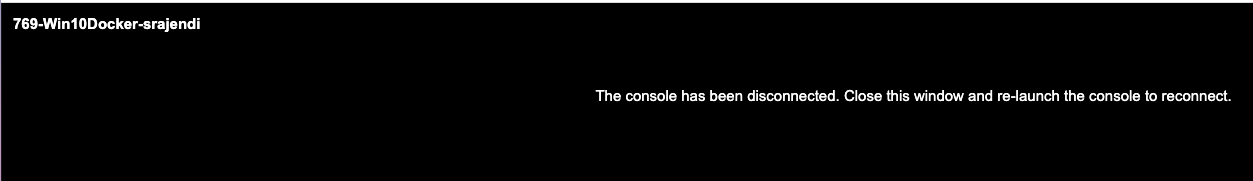 769-Win10Docker-srajendi
The console has been disconnected. Close this window and re-launch the console to reconnect.